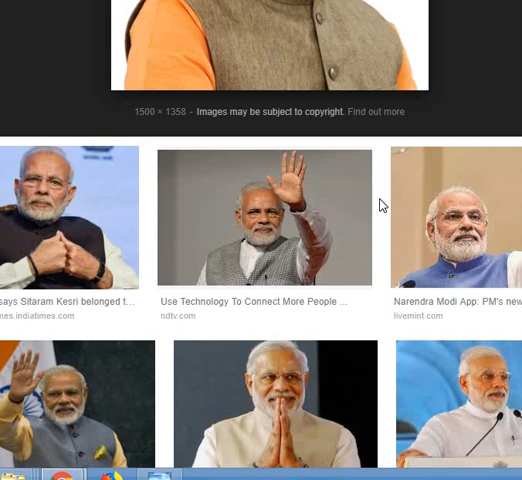 1500 × 1358 - Images may be subject to copyright. Find out more
says Sitaram Kesri belonged t...
mes.indiatimes.com
Use Technology To Connect More People ...
ndtv.com
Narendra Modi App: PM's new
livemint.com